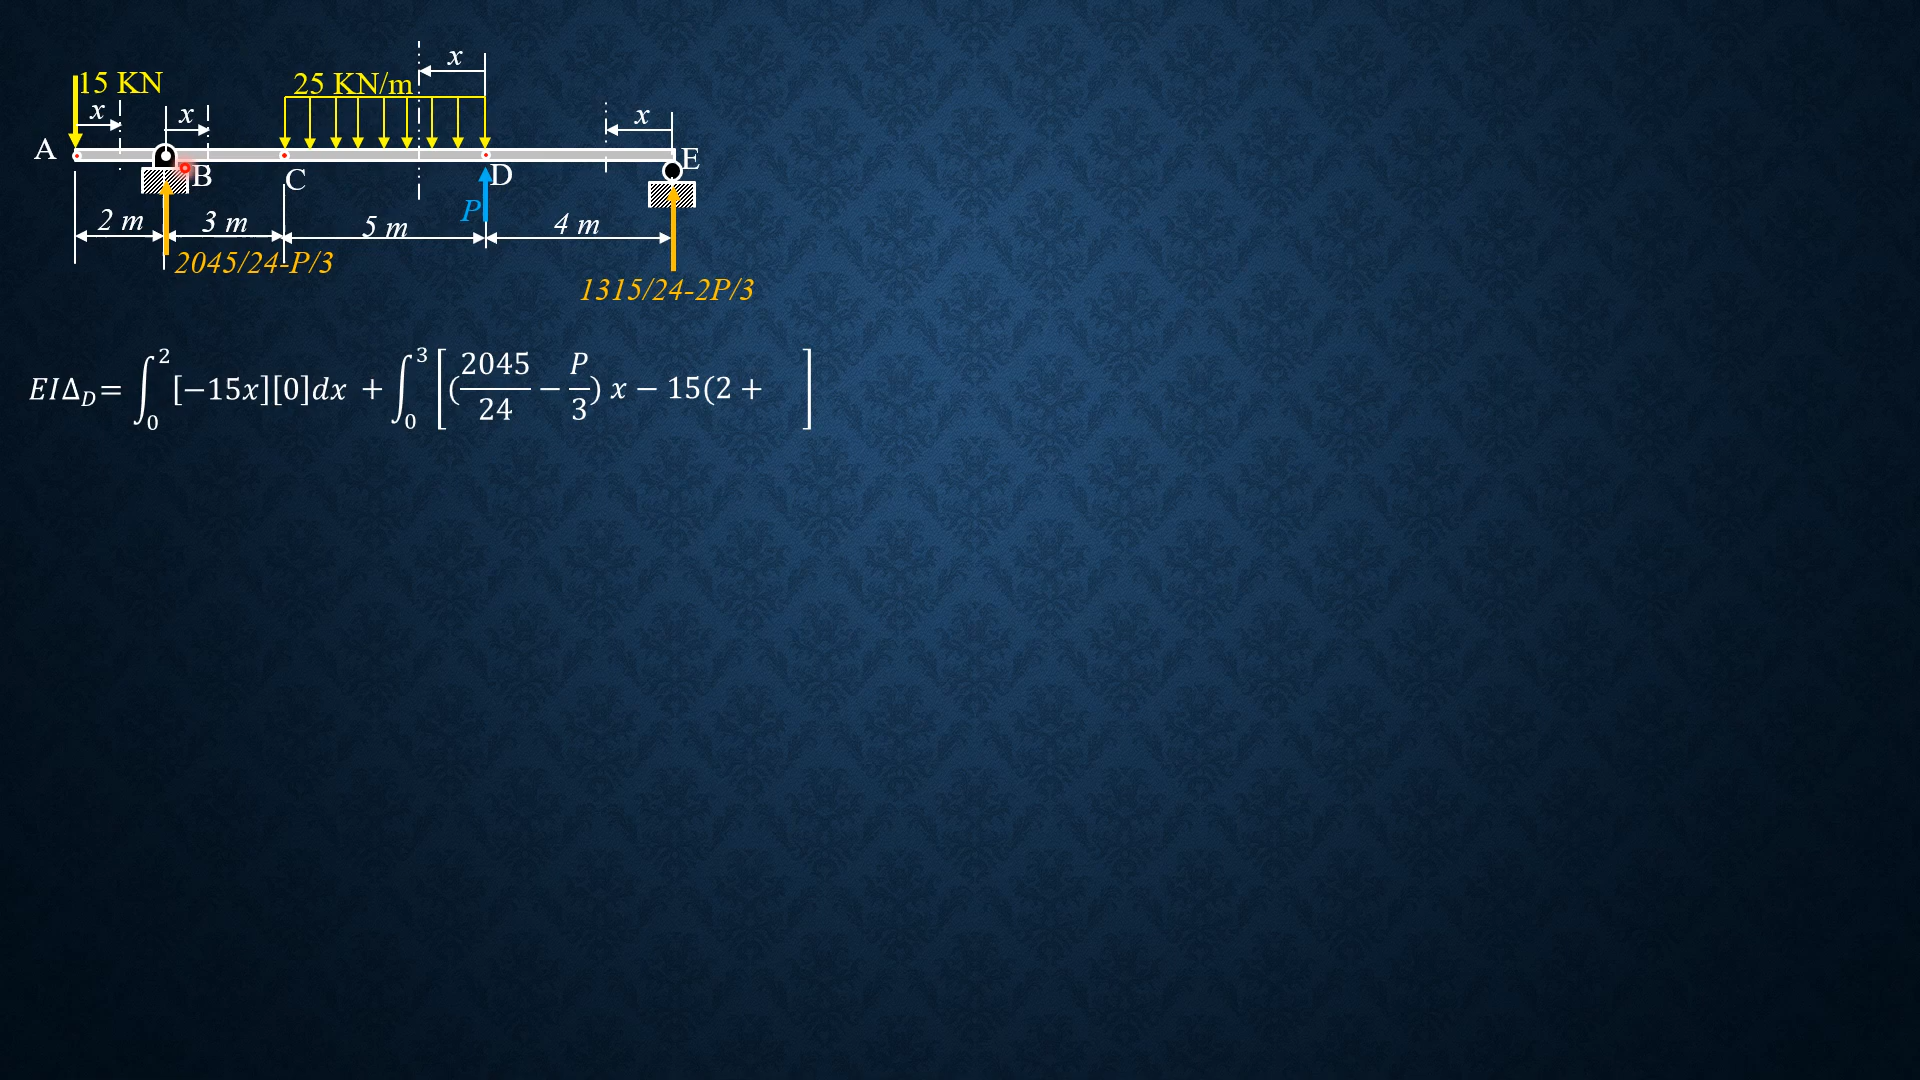 x
15 KN
25 KN/m
x
x
x
A
B
C
D
E
P
2 m
3 m
5 m
4 m
2045/24-P/3
1315/24-2P/3
EIΔ_D= ∫_0^2 [−15x][0]dx + ∫_0^3 [(2045/24 − P/3) x − 15(2 + ]